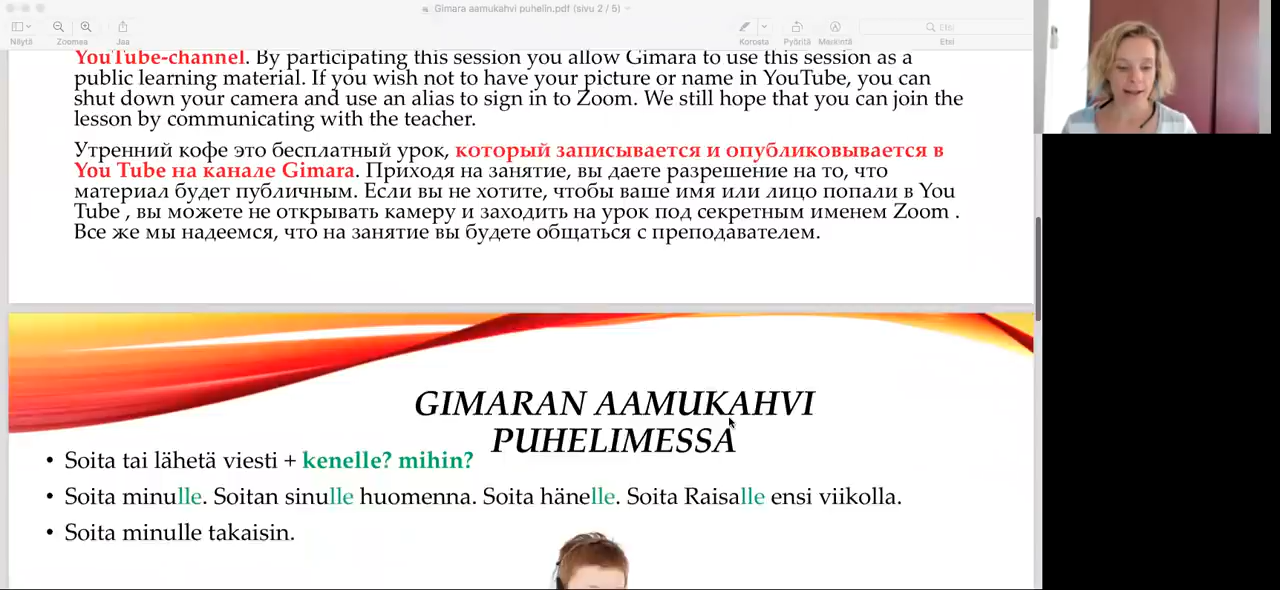 Gimara aamukahvi puhelin.pdf (sivu 2 / 5)
Näytä
Zoomaa
Jaa
Korosta
Pyöritä
Merkintä
Etsi
Etsi
YouTube-channel. By participating this session you allow Gimara to use this session as a
public learning material. If you wish not to have your picture or name in YouTube, you can
shut down your camera and use an alias to sign in to Zoom. We still hope that you can join the
lesson by communicating with the teacher.
Утренний кофе это бесплатный урок, который записывается и опубликовывается в
You Tube на канале Gimara. Приходя на занятие, вы даете разрешение на то, что
материал будет публичным. Если вы не хотите, чтобы ваше имя или лицо попали в You
Tube , вы можете не открывать камеру и заходить на урок под секретным именем Zoom .
Все же мы надеемся, что на занятие вы будете общаться с преподавателем.
GIMARAN AAMUKAHVI
PUHELIMESSA
• Soita tai lähetä viesti + kenelle? mihin?
• Soita minulle. Soitan sinulle huomenna. Soita hänelle. Soita Raisalle ensi viikolla.
• Soita minulle takaisin.